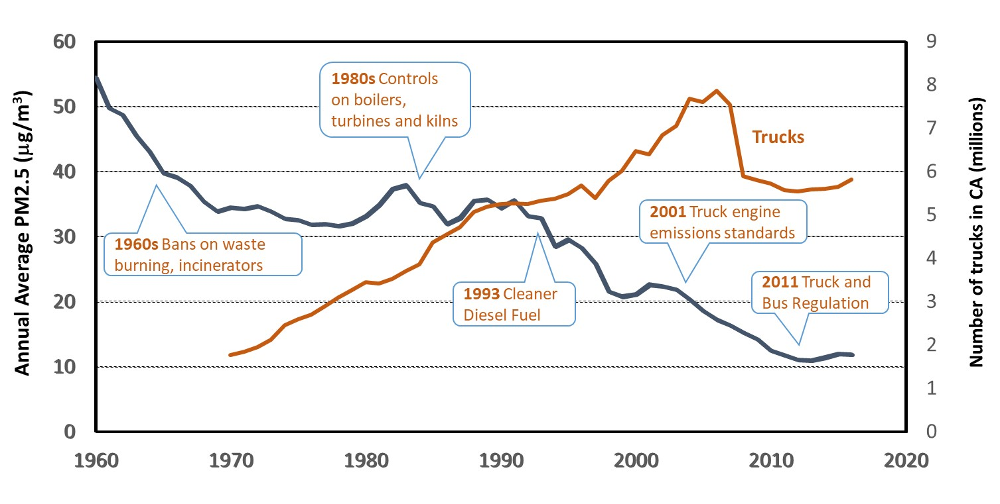 Annual Average PM2.5 (µg/m³)
60
50
40
30
20
10
0
1960s Bans on waste
burning, incinerators
1980s Controls
on boilers,
turbines and kilns
1993 Cleaner
Diesel Fuel
Trucks
2001 Truck engine
emissions standards
2011 Truck and
Bus Regulation
9
8
7
6
5
4
3
2
1
0
Number of trucks in CA (millions)
1960 1970 1980 1990 2000 2010 2020